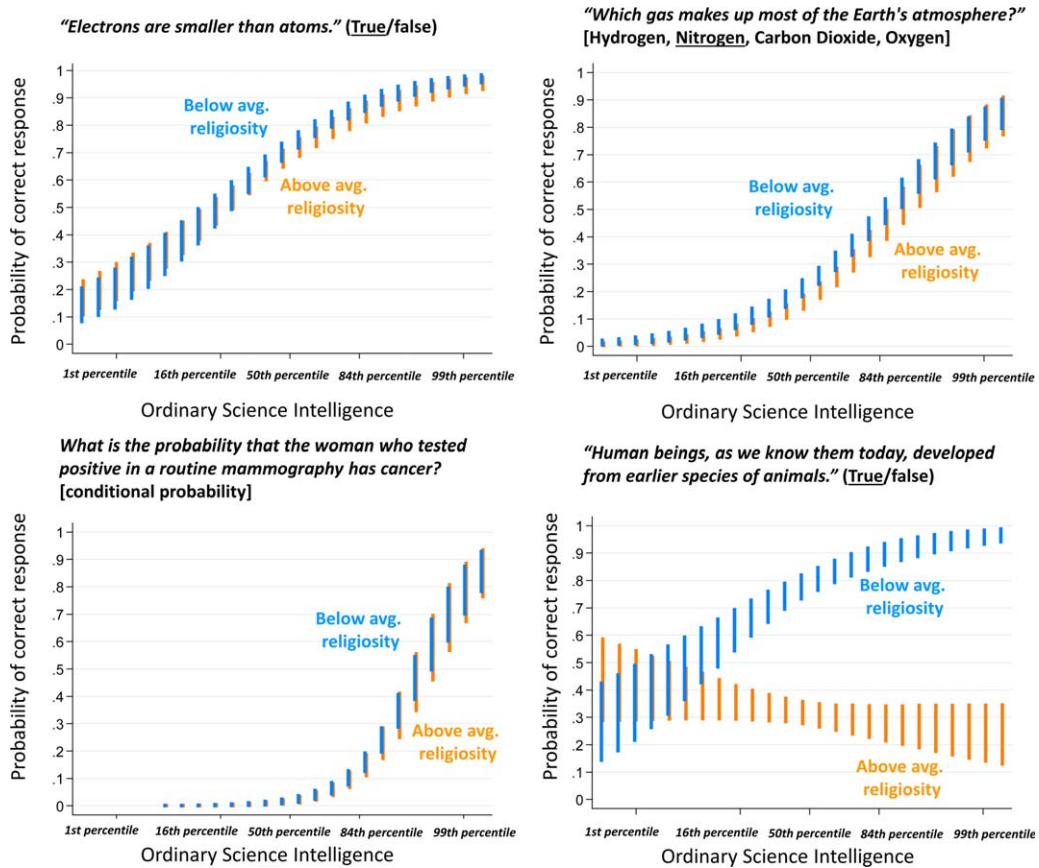 “Electrons are smaller than atoms.” (True/false)
Probability of correct response
1
.9
.8
.7
.6
.5
.4
.3
.2
.1
0
Below avg.
religiosity
Above avg.
religiosity
1st percentile 16th percentile 50th percentile 84th percentile 99th percentile
Ordinary Science Intelligence
“Which gas makes up most of the Earth's atmosphere?”
[Hydrogen, Nitrogen, Carbon Dioxide, Oxygen]
Probability of correct response
1
.9
.8
.7
.6
.5
.4
.3
.2
.1
0
Below avg.
religiosity
Above avg.
religiosity
1st percentile 16th percentile 50th percentile 84th percentile 99th percentile
Ordinary Science Intelligence
What is the probability that the woman who tested
positive in a routine mammography has cancer?
[conditional probability]
Probability of correct response
1
.9
.8
.7
.6
.5
.4
.3
.2
.1
0
Below avg.
religiosity
Above avg.
religiosity
1st percentile 16th percentile 50th percentile 84th percentile 99th percentile
Ordinary Science Intelligence
“Human beings, as we know them today, developed
from earlier species of animals.” (True/false)
Probability of correct response
1
.9
.8
.7
.6
.5
.4
.3
.2
.1
0
Below avg.
religiosity
Above avg.
religiosity
1st percentile 16th percentile 50th percentile 84th percentile 99th percentile
Ordinary Science Intelligence